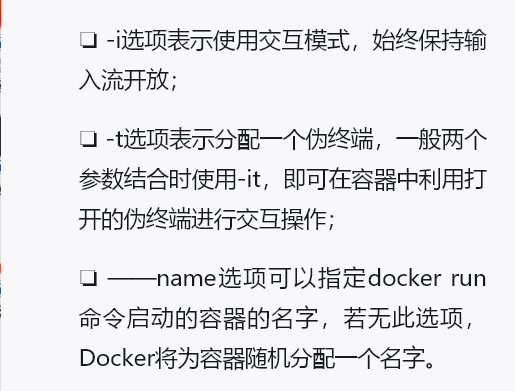 ❏ -i选项表示使用交互模式，始终保持输
入流开放；
❏ -t选项表示分配一个伪终端，一般两个
参数结合时使用-it，即可在容器中利用打
开的伪终端进行交互操作；
❏ ——name选项可以指定docker run
命令启动的容器的名字，若无此选项，
Docker将为容器随机分配一个名字。